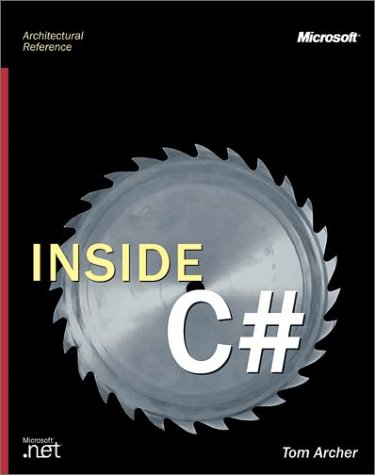 Architectural
Reference
Microsoft®
INSIDE
C#
Microsoft®
.net
Tom Archer